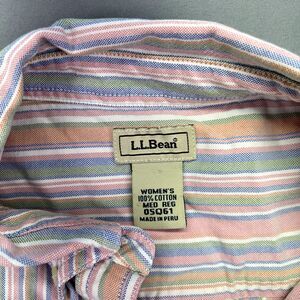 L.L.Bean®
WOMEN'S
100% COTTON
MED REG
0SQ61
MADE IN PERU